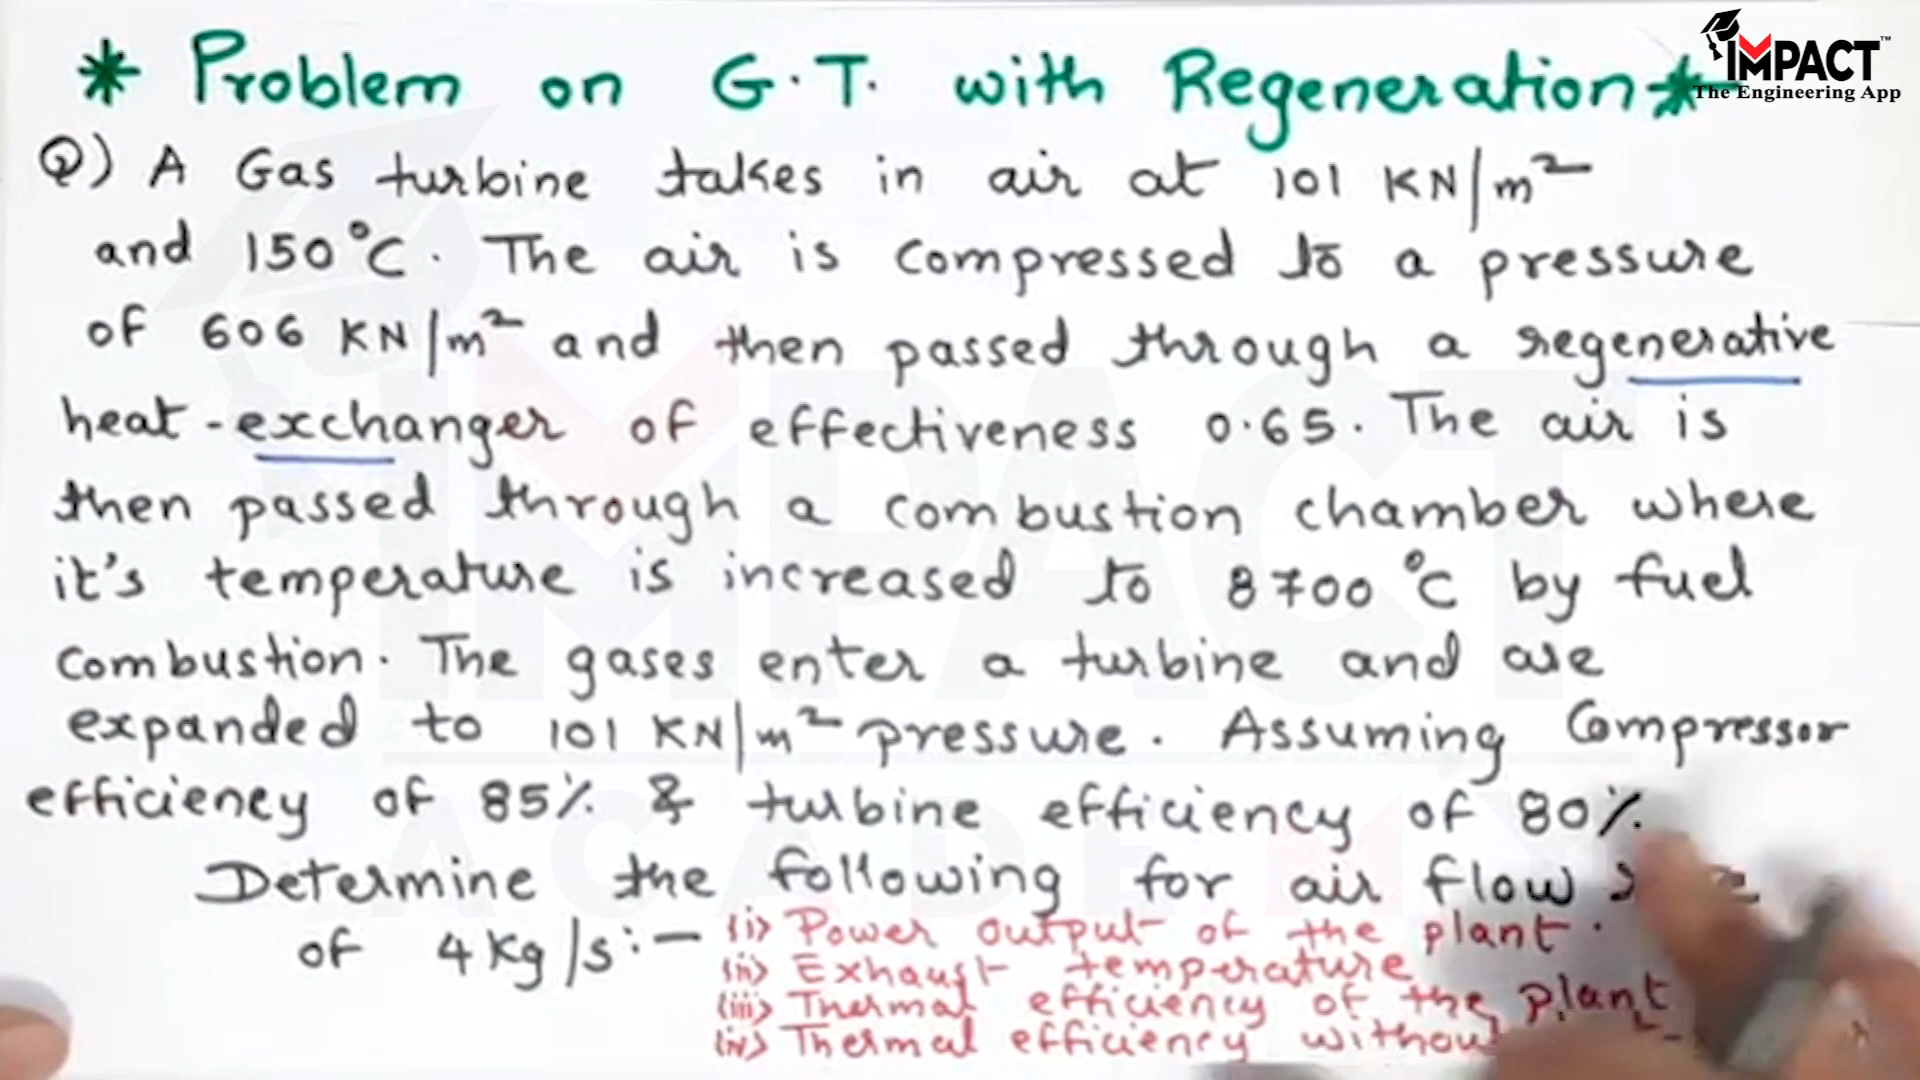 IMPACT™
The Engineering App
* Problem on G.T. with Regeneration *
Q) A Gas turbine takes in air at 101 KN/m²
and 150°C. The air is compressed to a pressure
of 606 KN/m² and then passed through a regenerative
heat-exchanger of effectiveness 0.65. The air is
then passed through a combustion chamber where
it's temperature is increased to 8700 °C by fuel
combustion. The gases enter a turbine and are
expanded to 101 KN/m² pressure. Assuming Compressor
efficiency of 85% & turbine efficiency of 80%
Determine the following for air flow
of 4 Kg/s:-
(i) Power output of the plant.
(ii) Exhaust temperature
(iii) Thermal efficiency of the plant
(iv) Thermal efficiency without
IMPACT
ACADEMY